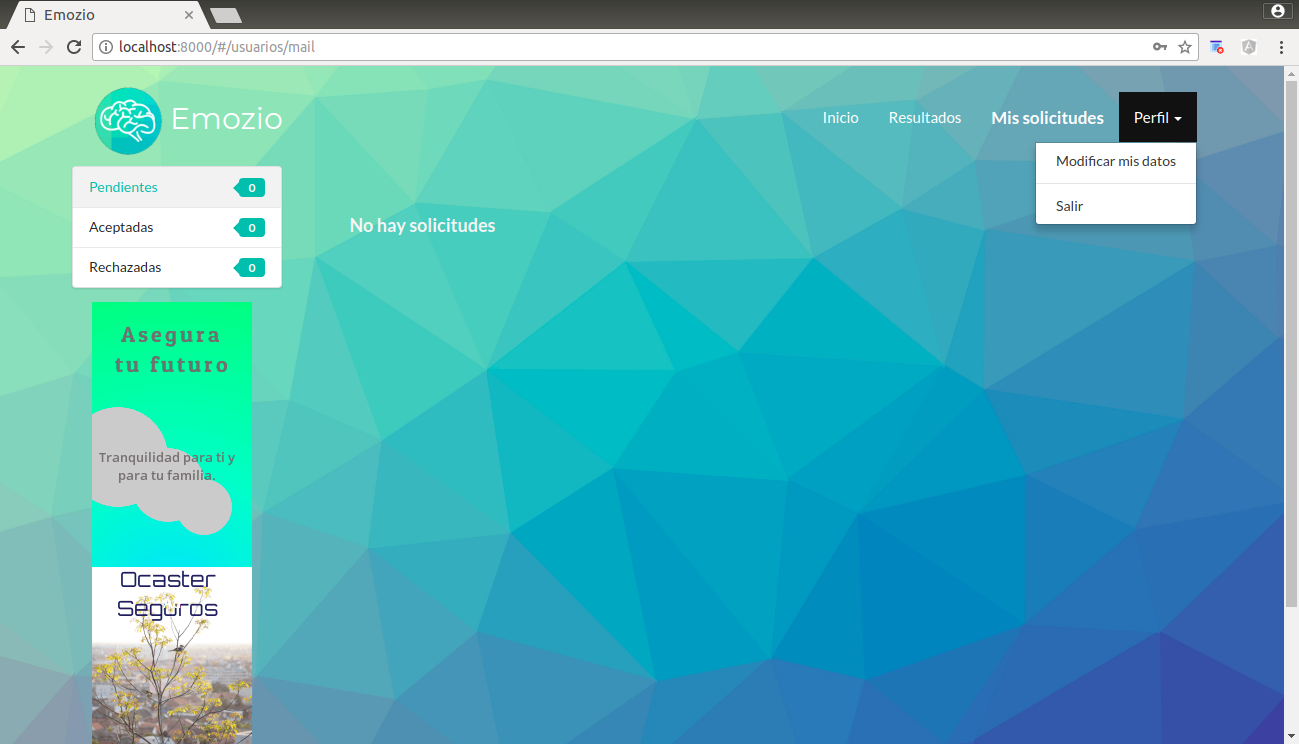 Emozio
localhost:8000/#/usuarios/mail
Emozio
Inicio
Resultados
Mis solicitudes
Perfil
Modificar mis datos
Salir
Pendientes 0
Aceptadas 0
Rechazadas 0
No hay solicitudes
Asegura
tu futuro
Tranquilidad para ti y
para tu familia.
Ocaster
Seguros